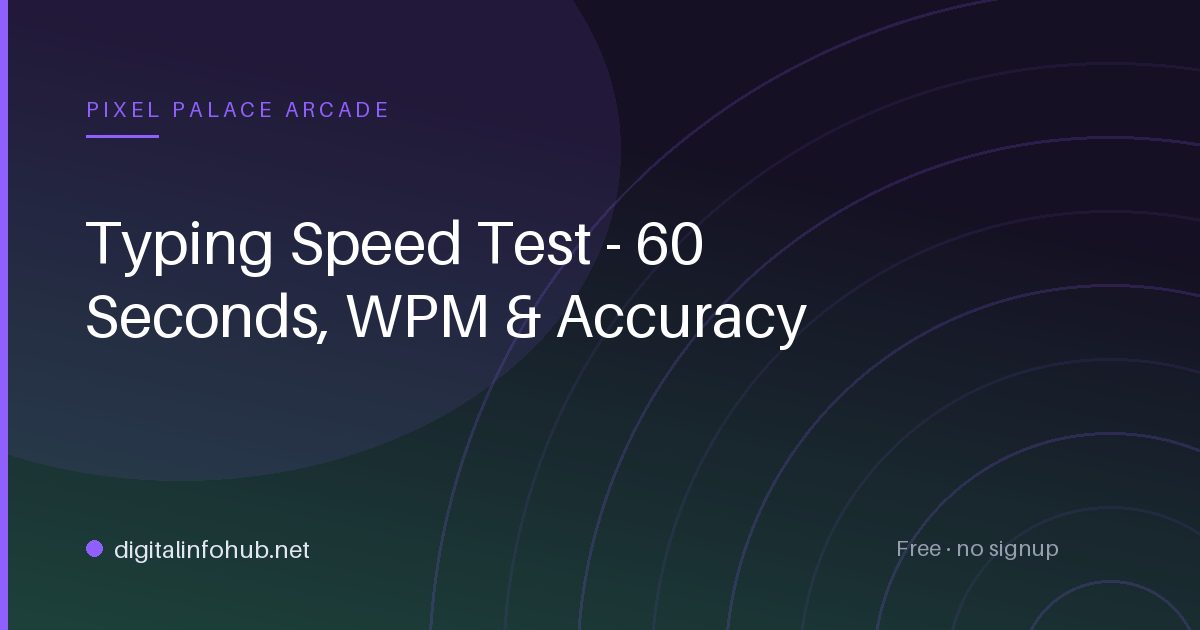 PIXEL PALACE ARCADE
Typing Speed Test - 60
Seconds, WPM & Accuracy
digitalinfohub.net
Free · no signup